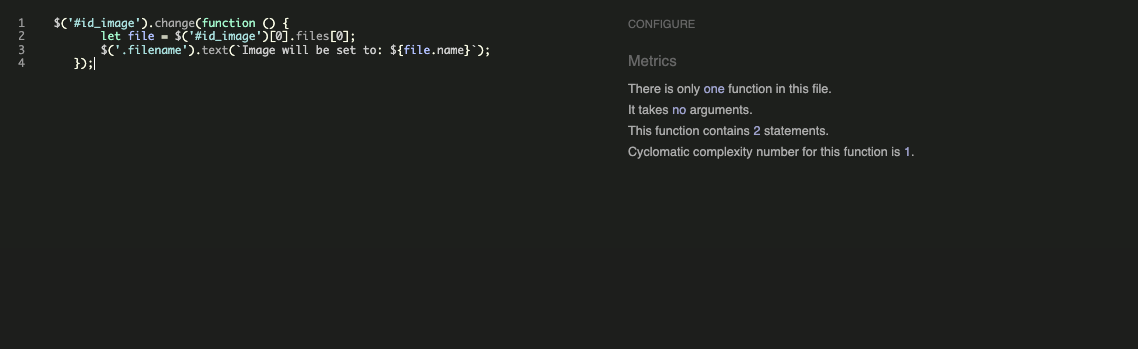 1 $('#id_image').change(function () {
2 let file = $('#id_image')[0].files[0];
3 $('.filename').text(`Image will be set to: ${file.name}`);
4 });
CONFIGURE
Metrics
There is only one function in this file.
It takes no arguments.
This function contains 2 statements.
Cyclomatic complexity number for this function is 1.